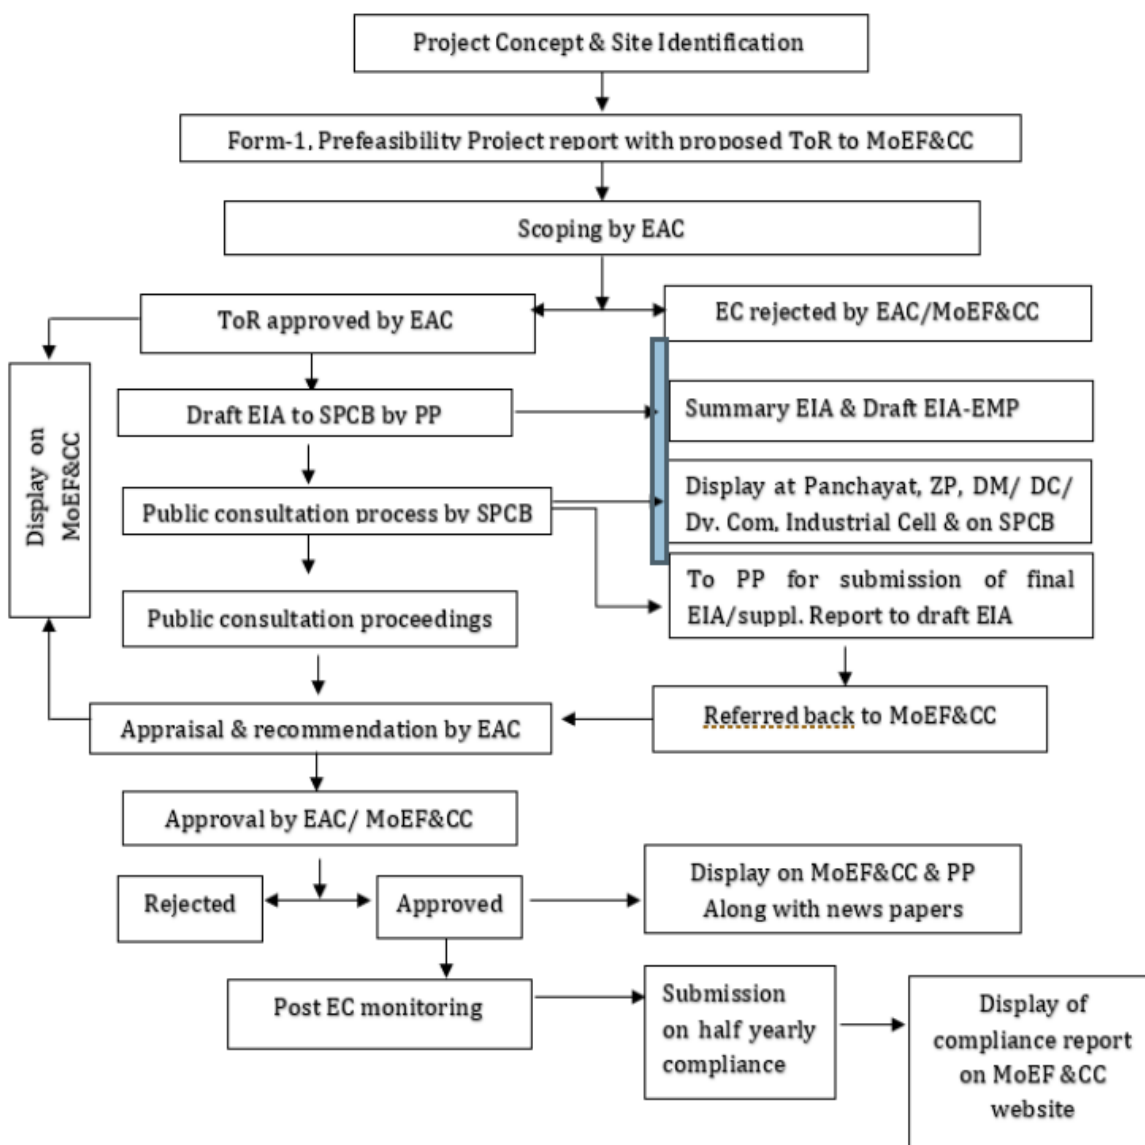 Project Concept & Site Identification
Form-1, Prefeasibility Project report with proposed ToR to MoEF&CC
Scoping by EAC
ToR approved by EAC
EC rejected by EAC/MoEF&CC
Display on
MoEF&CC
Draft EIA to SPCB by PP
Summary EIA & Draft EIA-EMP
Public consultation process by SPCB
Display at Panchayat, ZP, DM/ DC/
Dy. Com, Industrial Cell & on SPCB
To PP for submission of final
EIA/suppl. Report to draft EIA
Public consultation proceedings
Appraisal & recommendation by EAC
Referred back to MoEF&CC
Approval by EAC/ MoEF&CC
Rejected
Approved
Display on MoEF&CC & PP
Along with news papers
Post EC monitoring
Submission
on half yearly
compliance
Display of
compliance report
on MoEF &CC
website